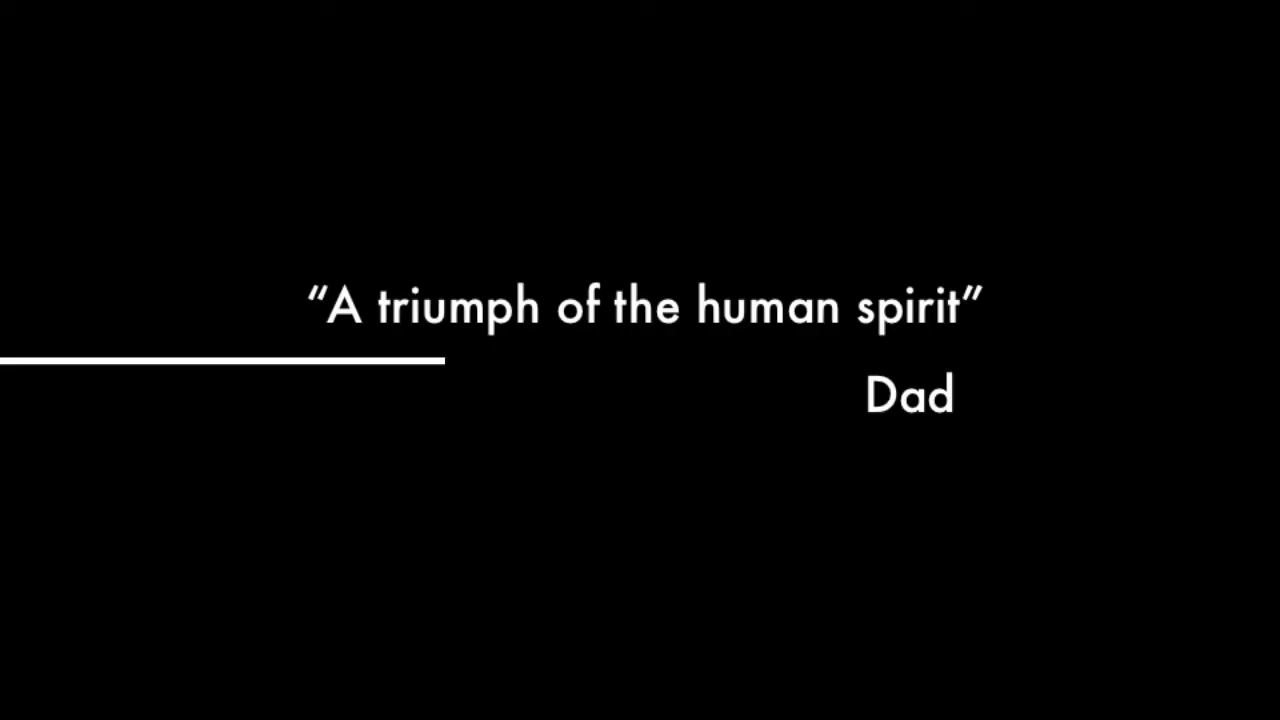 “A triumph of the human spirit”
Dad